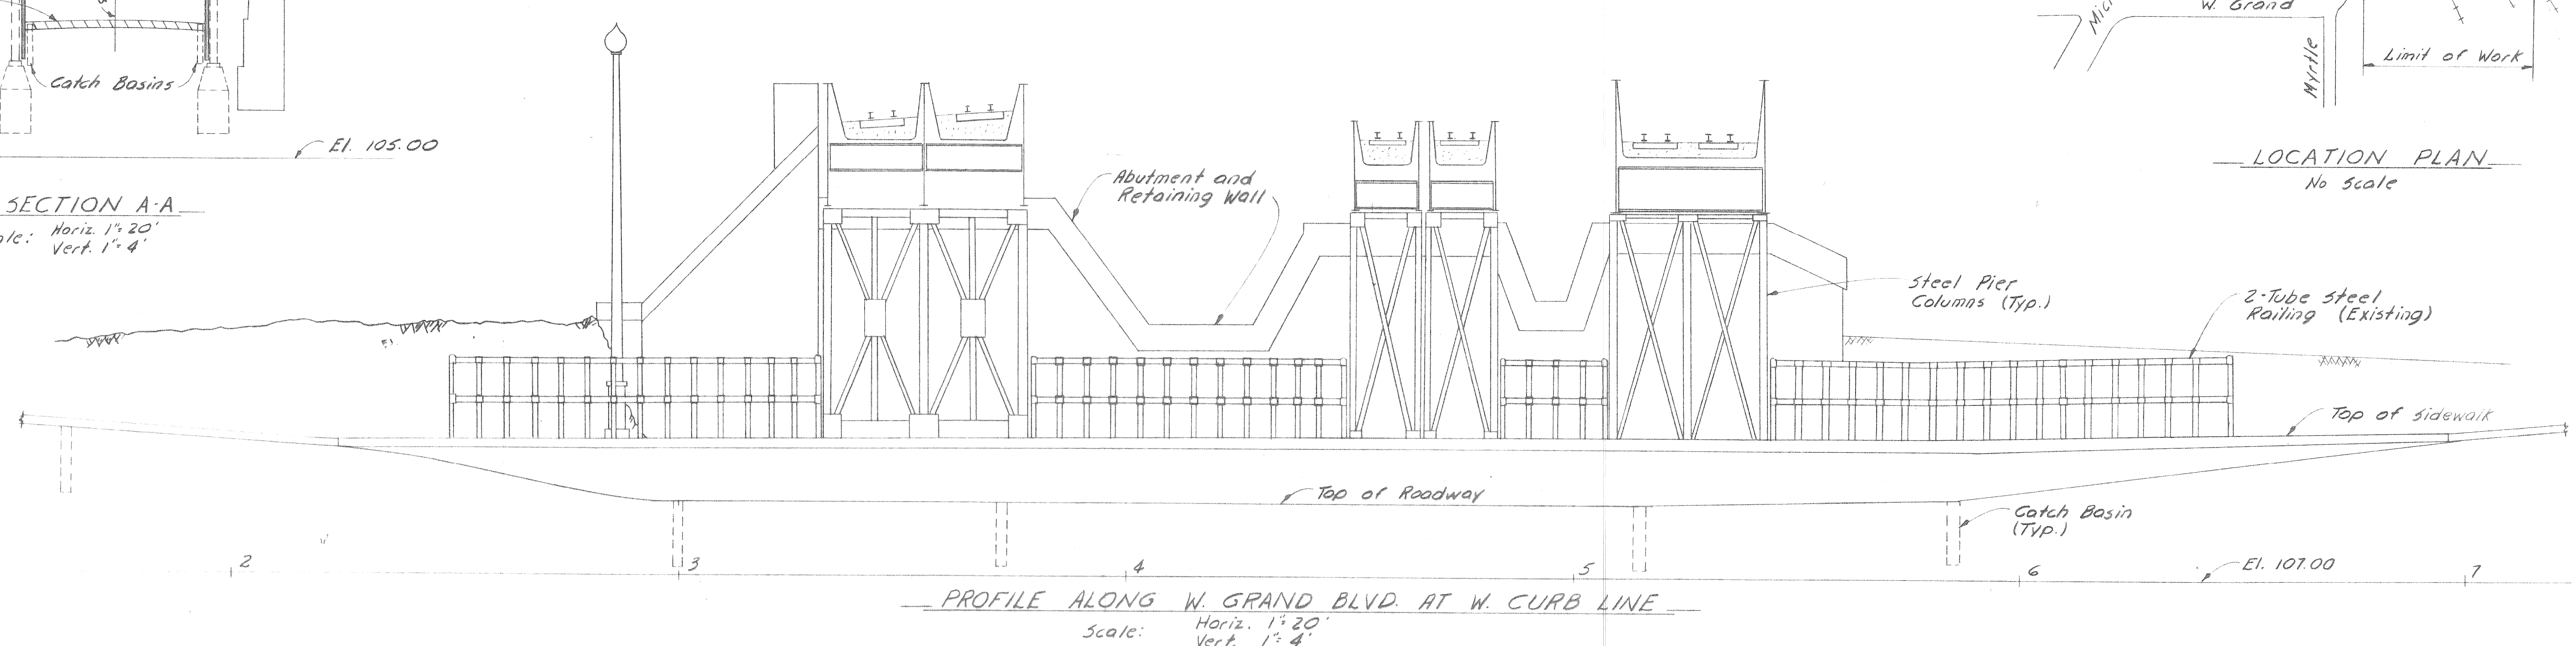 Catch Basins
El. 105.00
SECTION A-A
Horiz. 1"=20'
Vert. 1"=4'
Abutment and
Retaining Wall
W. Grand
Myrtle
Limit of Work
LOCATION PLAN
No Scale
Steel Pier
Columns (Typ.)
2-Tube Steel
Railing (Existing)
Top of Sidewalk
Top of Roadway
Catch Basin
(Typ.)
2 3 4 5 6 7
El. 107.00
PROFILE ALONG W. GRAND BLVD. AT W. CURB LINE
Scale: Horiz. 1"=20'
Vert. 1"=4'